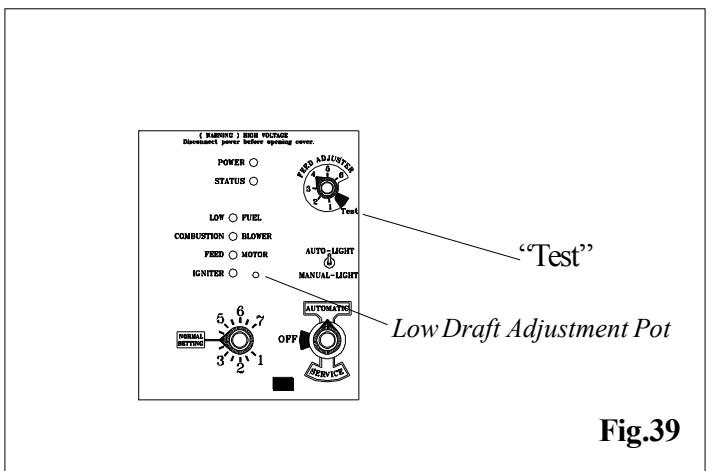 ( WARNING ) HIGH VOLTAGE
Disconnect power before opening cover.
POWER
STATUS
FEED ADJUSTER
1 2 3 4 5 6
Test
LOW FUEL
COMBUSTION BLOWER
FEED MOTOR
IGNITER
AUTO-LIGHT
MANUAL-LIGHT
"Test"
Low Draft Adjustment Pot
NORMAL
SETTING
1 2 3 5 6 7
AUTOMATIC
OFF
SERVICE
Fig.39